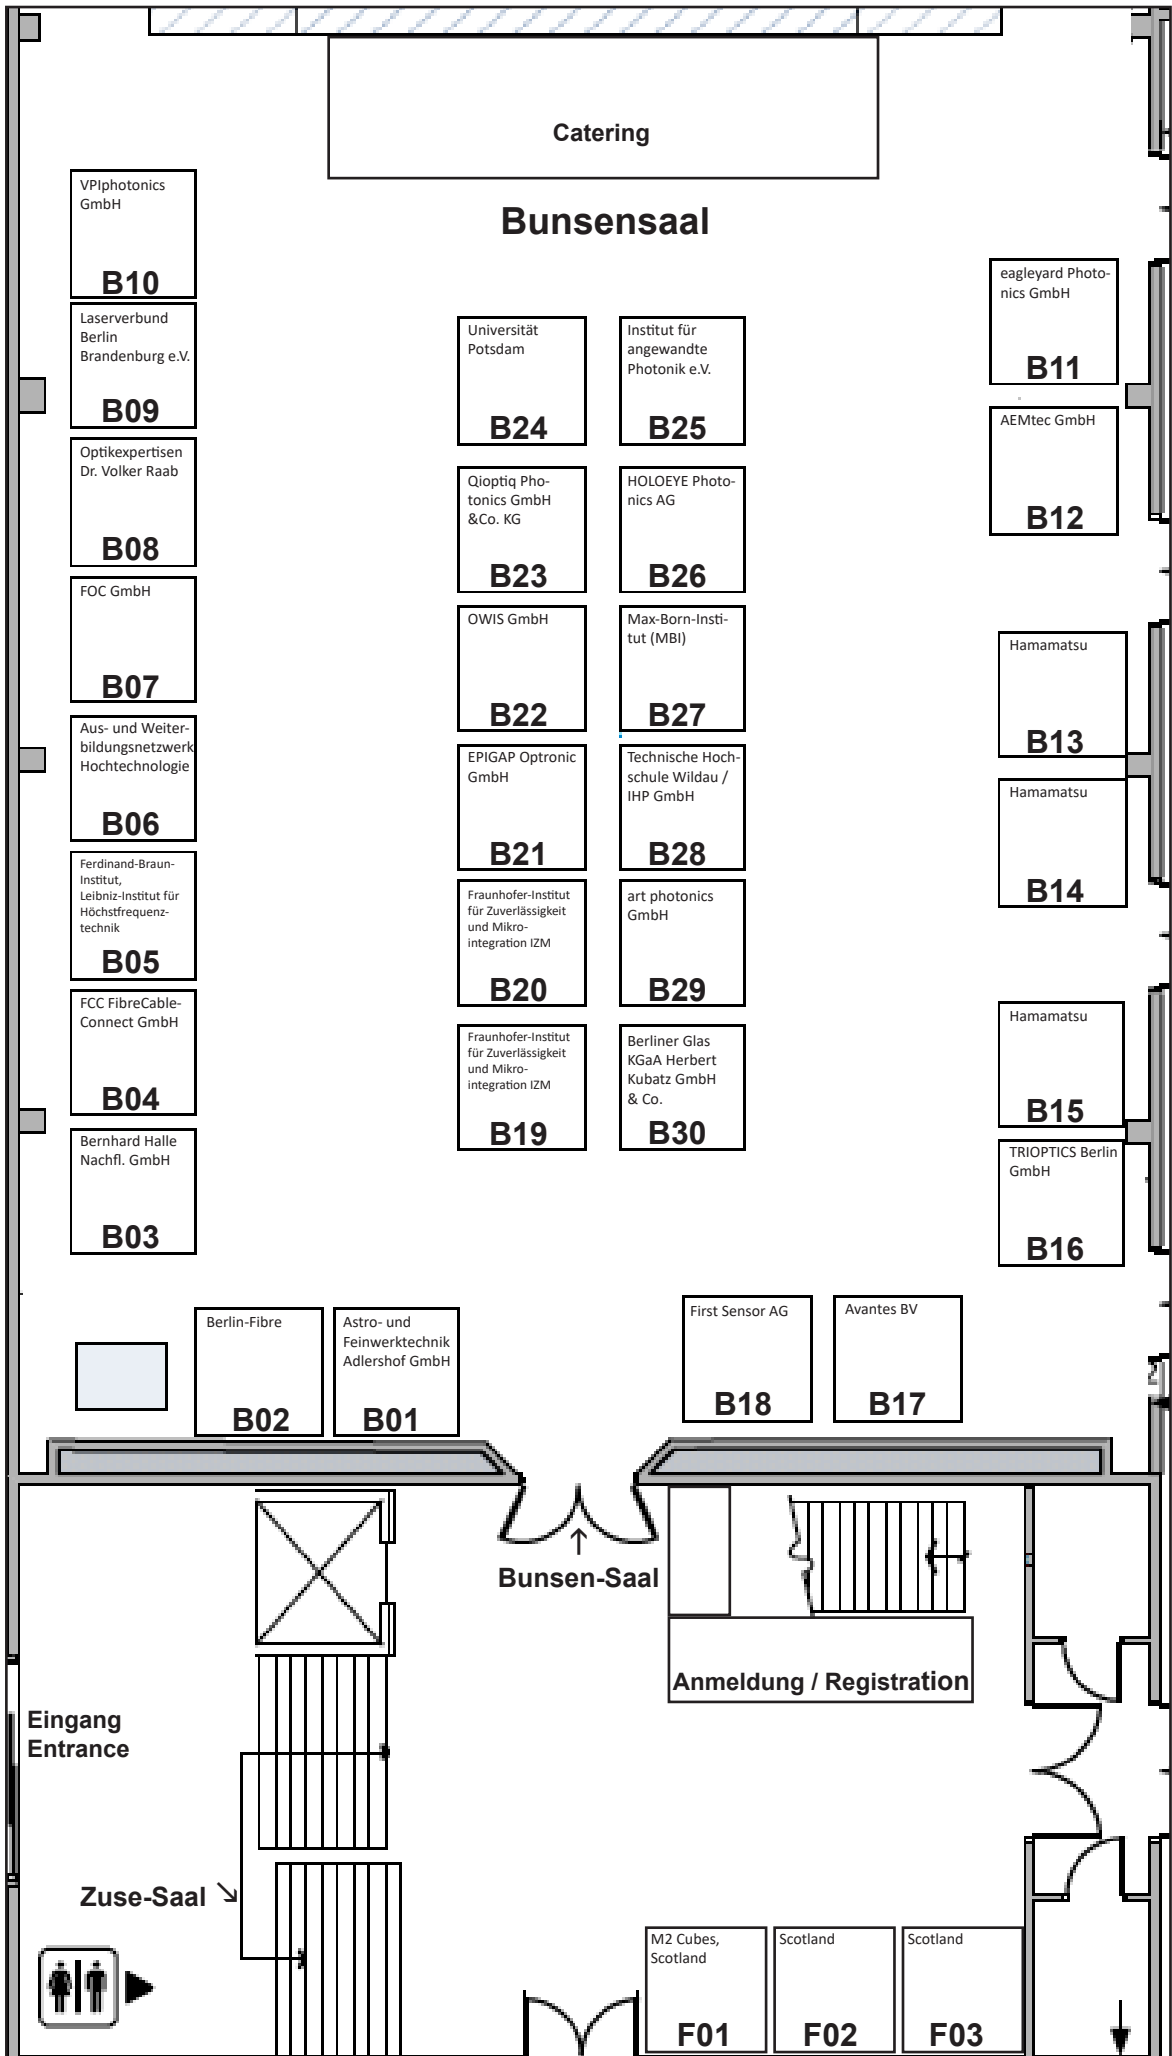 Catering
Bunsensaal
VPIphotonics
GmbH
B10
Laserverbund
Berlin
Brandenburg e.V.
B09
Optikexpertisen
Dr. Volker Raab
B08
FOC GmbH
B07
Aus- und Weiter-
bildungsnetzwerk
Hochtechnologie
B06
Ferdinand-Braun-
Institut,
Leibniz-Institut für
Höchstfrequenz-
technik
B05
FCC FibreCable-
Connect GmbH
B04
Bernhard Halle
Nachfl. GmbH
B03
Universität
Potsdam
B24
Qioptiq Pho-
tonics GmbH
&Co. KG
B23
OWIS GmbH
B22
EPIGAP Optronic
GmbH
B21
Fraunhofer-Institut
für Zuverlässigkeit
und Mikro-
integration IZM
B20
Fraunhofer-Institut
für Zuverlässigkeit
und Mikro-
integration IZM
B19
Institut für
angewandte
Photonik e.V.
B25
HOLOEYE Photo-
nics AG
B26
Max-Born-Insti-
tut (MBI)
B27
Technische Hoch-
schule Wildau /
IHP GmbH
B28
art photonics
GmbH
B29
Berliner Glas
KGaA Herbert
Kubatz GmbH
& Co.
B30
eagleyard Photo-
nics GmbH
B11
AEMtec GmbH
B12
Hamamatsu
B13
Hamamatsu
B14
Hamamatsu
B15
TRIOPTICS Berlin
GmbH
B16
Berlin-Fibre
B02
Astro- und
Feinwerktechnik
Adlershof GmbH
B01
First Sensor AG
B18
Avantes BV
B17
↑
Bunsen-Saal
Anmeldung / Registration
Eingang
Entrance
Zuse-Saal ↘
M2 Cubes,
Scotland
F01
Scotland
F02
Scotland
F03